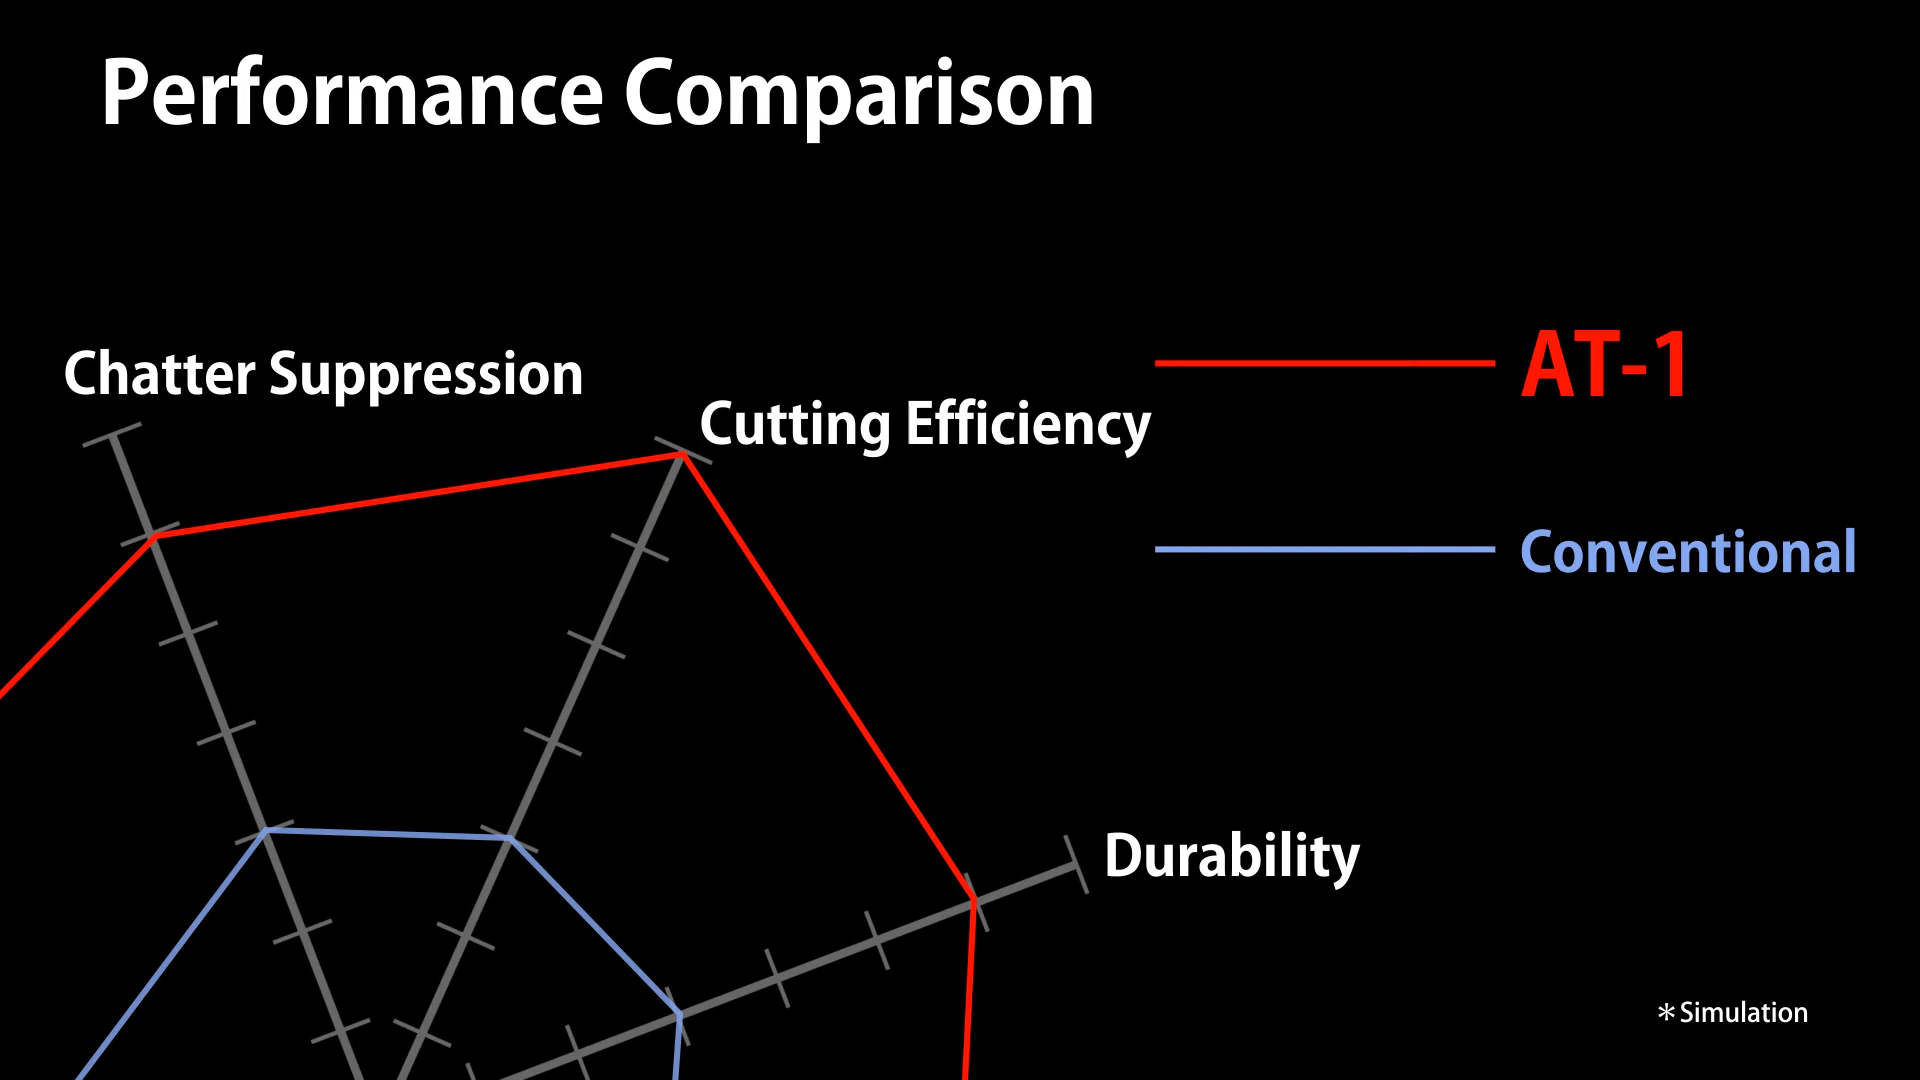 Performance Comparison
Chatter Suppression
Cutting Efficiency
AT-1
Conventional
Durability
＊Simulation